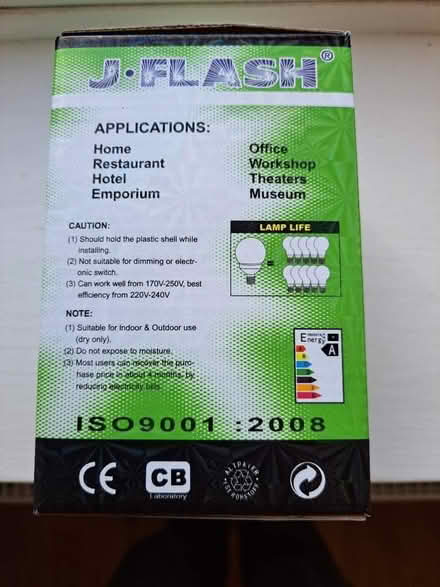 J·FLASH®
APPLICATIONS:
Home
Restaurant
Hotel
Emporium
Office
Workshop
Theaters
Museum
CAUTION:
(1) Should hold the plastic shell while
installing.
(2) Not suitable for dimming or electr-
onic switch.
(3) Can work well from 170V-250V, best
efficiency from 220V-240V
NOTE:
(1) Suitable for Indoor & Outdoor use
(dry only).
(2) Do not expose to moisture.
(3) Most users can recover the purc-
hase price in about 4 months, by
reducing electricity bills.
LAMP LIFE
=
Energy
A
ISO9001 :2008
CE
CB
Laboratory